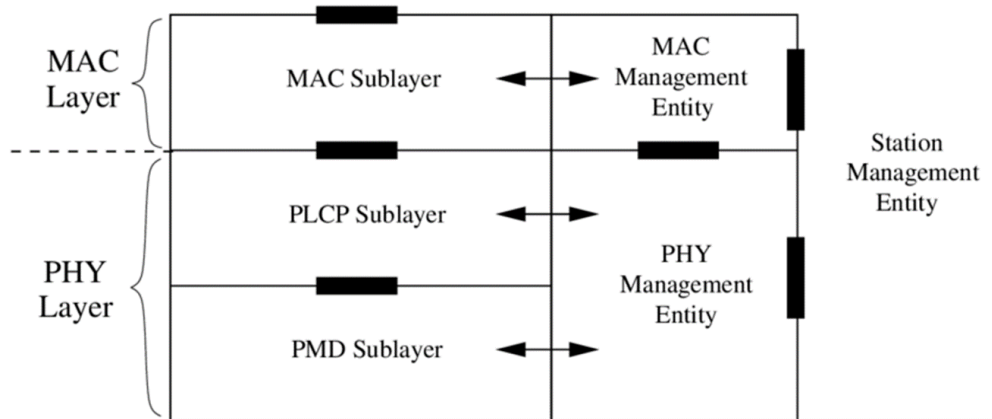 MAC
Layer
MAC Sublayer
MAC
Management
Entity
Station
Management
Entity
PHY
Layer
PLCP Sublayer
PHY
Management
Entity
PMD Sublayer